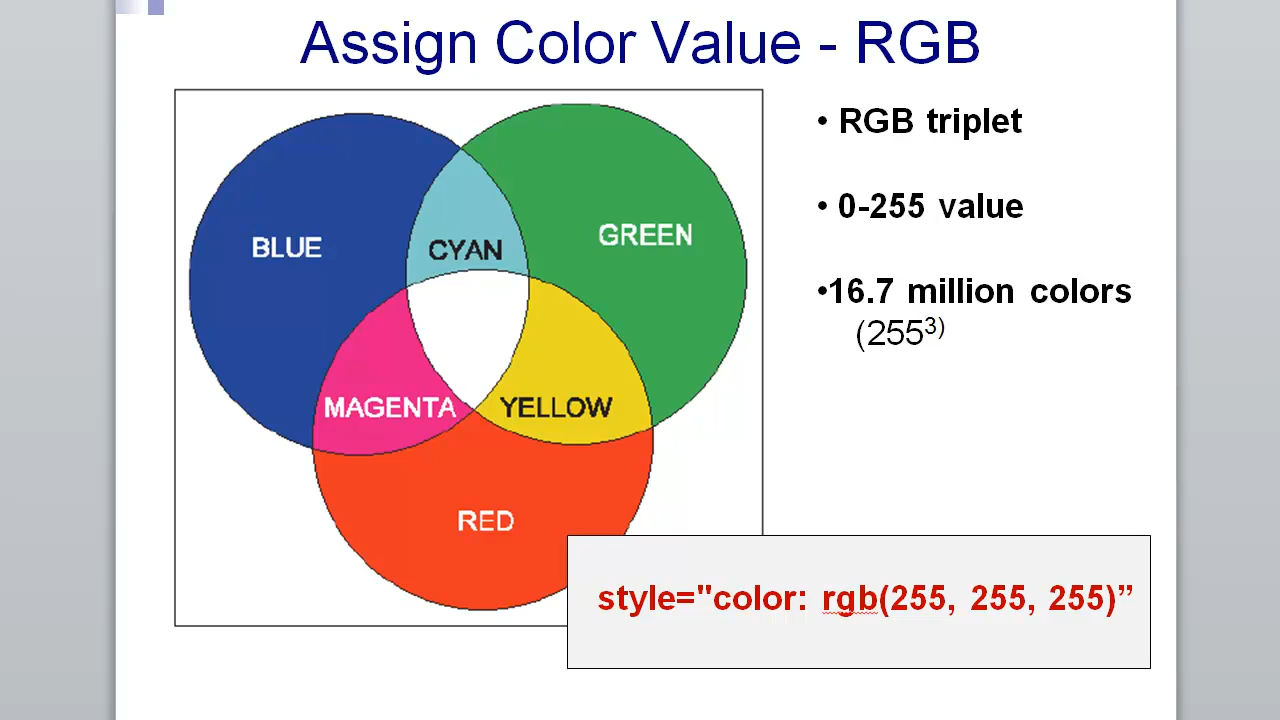 Assign Color Value - RGB
• RGB triplet
• 0-255 value
•16.7 million colors
(255³⁾
BLUE
CYAN
GREEN
MAGENTA
YELLOW
RED
style="color: rgb(255, 255, 255)”